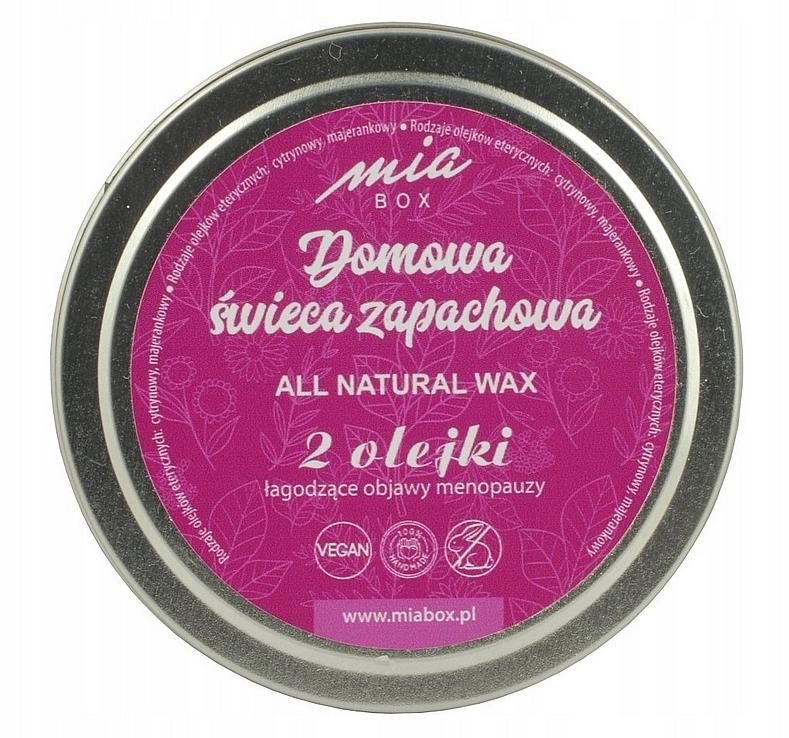 Rodzaje olejków eterycznych: cytrynowy, majerankowy • Rodzaje olejków eterycznych: cytrynowy, majerankowy • Rodzaje olejków eterycznych: cytrynowy, majerankowy • Rodzaje olejków eterycznych: cytrynowy, majerankowy
mia
BOX
Domowa
świeca zapachowa
ALL NATURAL WAX
2 olejki
łagodzące objawy menopauzy
VEGAN
100%
HANDMADE
www.miabox.pl